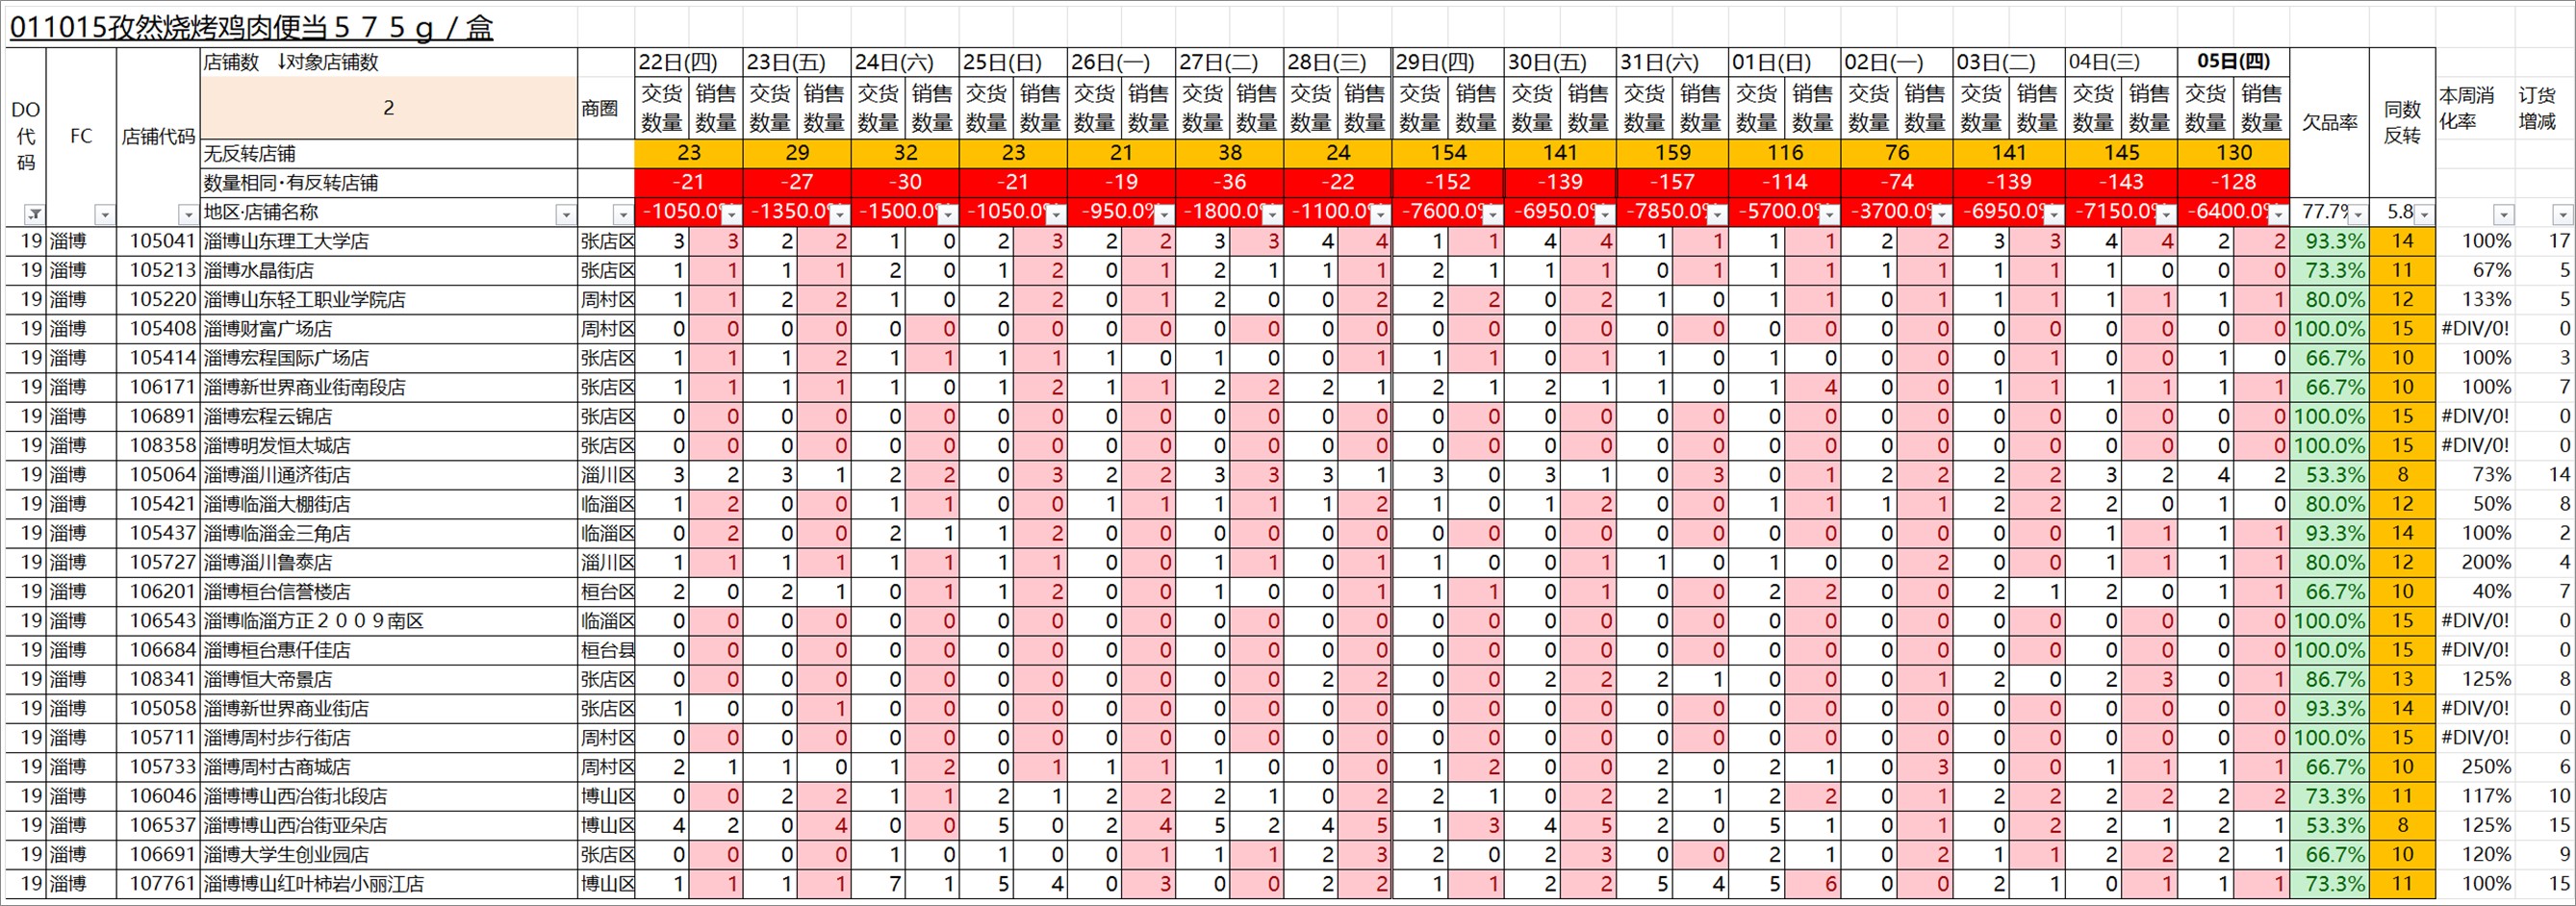 011015孜然烧烤鸡肉便当５７５ｇ／盒
DO代码 FC 店铺代码 店铺数 ↓对象店铺数 商圈 22日(四) 23日(五) 24日(六) 25日(日) 26日(一) 27日(二) 28日(三) 29日(四) 30日(五) 31日(六) 01日(日) 02日(一) 03日(二) 04日(三) 05日(四) 欠品率 同数反转 本周消化率 订货增减
2 交货数量 销售数量 交货数量 销售数量 交货数量 销售数量 交货数量 销售数量 交货数量 销售数量 交货数量 销售数量 交货数量 销售数量 交货数量 销售数量 交货数量 销售数量 交货数量 销售数量 交货数量 销售数量 交货数量 销售数量 交货数量 销售数量 交货数量 销售数量 交货数量 销售数量
无反转店铺 23 29 32 23 21 38 24 154 141 159 116 76 141 145 130
数量相同·有反转店铺 -21 -27 -30 -21 -19 -36 -22 -152 -139 -157 -114 -74 -139 -143 -128
地区·店铺名称 -1050.0% -1350.0% -1500.0% -1050.0% -950.0% -1800.0% -1100.0% -7600.0% -6950.0% -7850.0% -5700.0% -3700.0% -6950.0% -7150.0% -6400.0% 77.7% 5.8
19 淄博 105041 淄博山东理工大学店 张店区 3 3 2 2 1 0 2 3 2 2 3 3 4 4 1 1 4 4 1 1 1 1 2 2 3 3 4 4 2 2 93.3% 14 100% 17
19 淄博 105213 淄博水晶街店 张店区 1 1 1 1 2 0 1 2 0 1 2 1 1 1 2 1 1 1 0 1 1 1 1 1 1 1 1 0 0 0 73.3% 11 67% 5
19 淄博 105220 淄博山东轻工职业学院店 周村区 1 1 2 2 1 0 2 2 0 1 2 0 0 2 2 2 0 2 1 0 1 1 0 1 1 1 1 1 1 1 80.0% 12 133% 5
19 淄博 105408 淄博财富广场店 周村区 0 0 0 0 0 0 0 0 0 0 0 0 0 0 0 0 0 0 0 0 0 0 0 0 0 0 0 0 0 0 100.0% 15 #DIV/0! 0
19 淄博 105414 淄博宏程国际广场店 张店区 1 1 1 2 1 1 1 1 1 0 1 0 0 1 1 1 0 1 1 0 1 0 0 0 0 1 0 0 1 0 66.7% 10 100% 3
19 淄博 106171 淄博新世界商业街南段店 张店区 1 1 1 1 1 0 1 2 1 1 2 2 2 1 2 1 2 1 1 0 1 4 0 0 1 1 1 1 1 1 66.7% 10 100% 7
19 淄博 106891 淄博宏程云锦店 张店区 0 0 0 0 0 0 0 0 0 0 0 0 0 0 0 0 0 0 0 0 0 0 0 0 0 0 0 0 0 0 100.0% 15 #DIV/0! 0
19 淄博 108358 淄博明发恒太城店 张店区 0 0 0 0 0 0 0 0 0 0 0 0 0 0 0 0 0 0 0 0 0 0 0 0 0 0 0 0 0 0 100.0% 15 #DIV/0! 0
19 淄博 105064 淄博淄川通济街店 淄川区 3 2 3 1 2 2 0 3 2 2 3 3 3 1 3 0 3 1 0 3 0 1 2 2 2 2 3 2 4 2 53.3% 8 73% 14
19 淄博 105421 淄博临淄大棚街店 临淄区 1 2 0 0 1 1 0 0 1 1 1 1 1 2 1 0 1 2 0 0 1 1 1 1 2 2 2 0 1 0 80.0% 12 50% 8
19 淄博 105437 淄博临淄金三角店 临淄区 0 2 0 0 2 1 1 2 0 0 0 0 0 0 0 0 0 0 0 0 0 0 0 0 0 0 1 1 1 1 93.3% 14 100% 2
19 淄博 105727 淄博淄川鲁泰店 淄川区 1 1 1 1 1 1 1 1 0 0 1 1 0 1 1 0 0 1 1 0 1 0 0 2 0 0 1 1 1 1 80.0% 12 200% 4
19 淄博 106201 淄博桓台信誉楼店 桓台区 2 0 2 1 0 1 1 2 0 0 1 0 0 1 1 1 0 1 0 0 2 2 0 0 2 1 2 0 1 1 66.7% 10 40% 7
19 淄博 106543 淄博临淄方正２００９南区 临淄区 0 0 0 0 0 0 0 0 0 0 0 0 0 0 0 0 0 0 0 0 0 0 0 0 0 0 0 0 0 0 100.0% 15 #DIV/0! 0
19 淄博 106684 淄博桓台惠仟佳店 桓台县 0 0 0 0 0 0 0 0 0 0 0 0 0 0 0 0 0 0 0 0 0 0 0 0 0 0 0 0 0 0 100.0% 15 #DIV/0! 0
19 淄博 108341 淄博恒大帝景店 张店区 0 0 0 0 0 0 0 0 0 0 0 0 2 2 0 0 2 2 2 1 0 0 0 1 2 0 2 3 0 1 86.7% 13 125% 8
19 淄博 105058 淄博新世界商业街店 张店区 1 0 0 1 0 0 0 0 0 0 0 0 0 0 0 0 0 0 0 0 0 0 0 0 0 0 0 0 0 0 93.3% 14 #DIV/0! 0
19 淄博 105711 淄博周村步行街店 周村区 0 0 0 0 0 0 0 0 0 0 0 0 0 0 0 0 0 0 0 0 0 0 0 0 0 0 0 0 0 0 100.0% 15 #DIV/0! 0
19 淄博 105733 淄博周村古商城店 周村区 2 1 1 0 1 2 0 1 1 1 1 0 0 0 1 2 0 0 2 0 2 1 0 3 0 0 1 1 1 1 66.7% 10 250% 6
19 淄博 106046 淄博博山西冶街北段店 博山区 0 0 2 2 1 1 2 1 2 2 2 1 0 2 2 1 0 2 2 1 2 2 0 1 2 2 2 2 2 2 73.3% 11 117% 10
19 淄博 106537 淄博博山西冶街亚朵店 博山区 4 2 0 4 0 0 5 0 2 4 5 2 4 5 1 3 4 5 2 0 5 1 0 1 0 2 2 1 2 1 53.3% 8 125% 15
19 淄博 106691 淄博大学生创业园店 张店区 0 0 0 0 1 0 1 0 0 1 1 1 2 3 2 0 2 3 0 0 2 1 0 2 1 1 2 2 2 1 66.7% 10 120% 9
19 淄博 107761 淄博博山红叶柿岩小丽江店 博山区 1 1 1 1 7 1 5 4 0 3 0 0 2 2 1 1 2 2 5 4 5 6 0 0 2 1 0 1 1 1 73.3% 11 100% 15